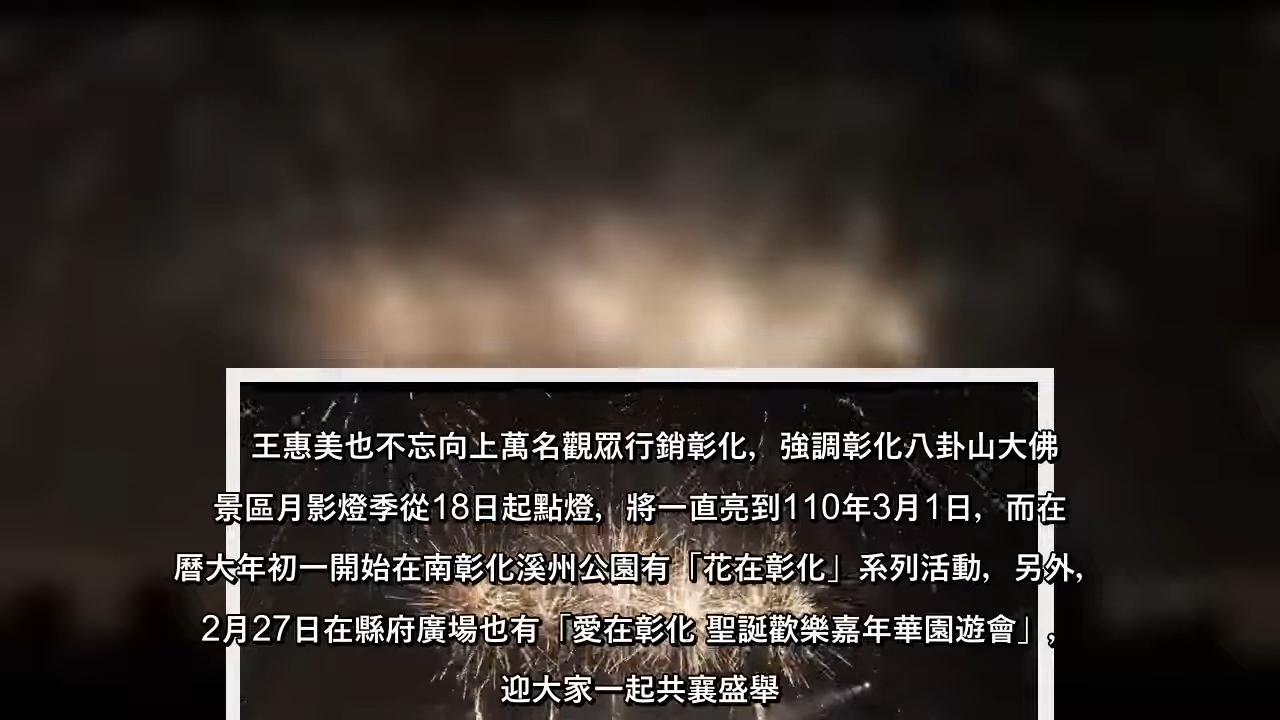 王惠美也不忘向上萬名觀眾行銷彰化，強調彰化八卦山大佛
景區月影燈季從18日起點燈，將一直亮到110年3月1日，而在
曆大年初一開始在南彰化溪州公園有「花在彰化」系列活動，另外，
2月27日在縣府廣場也有「愛在彰化 聖誕歡樂嘉年華園遊會」，
迎大家一起共襄盛舉